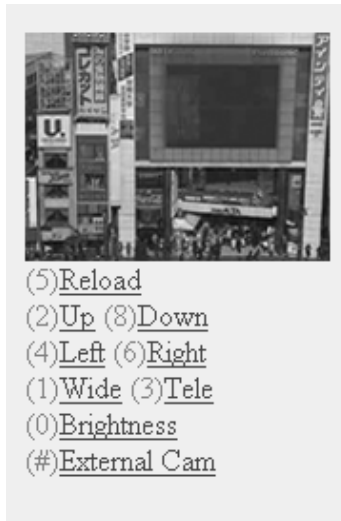 U.
(5)Reload
(2)Up (8)Down
(4)Left (6)Right
(1)Wide (3)Tele
(0)Brightness
(#)External Cam